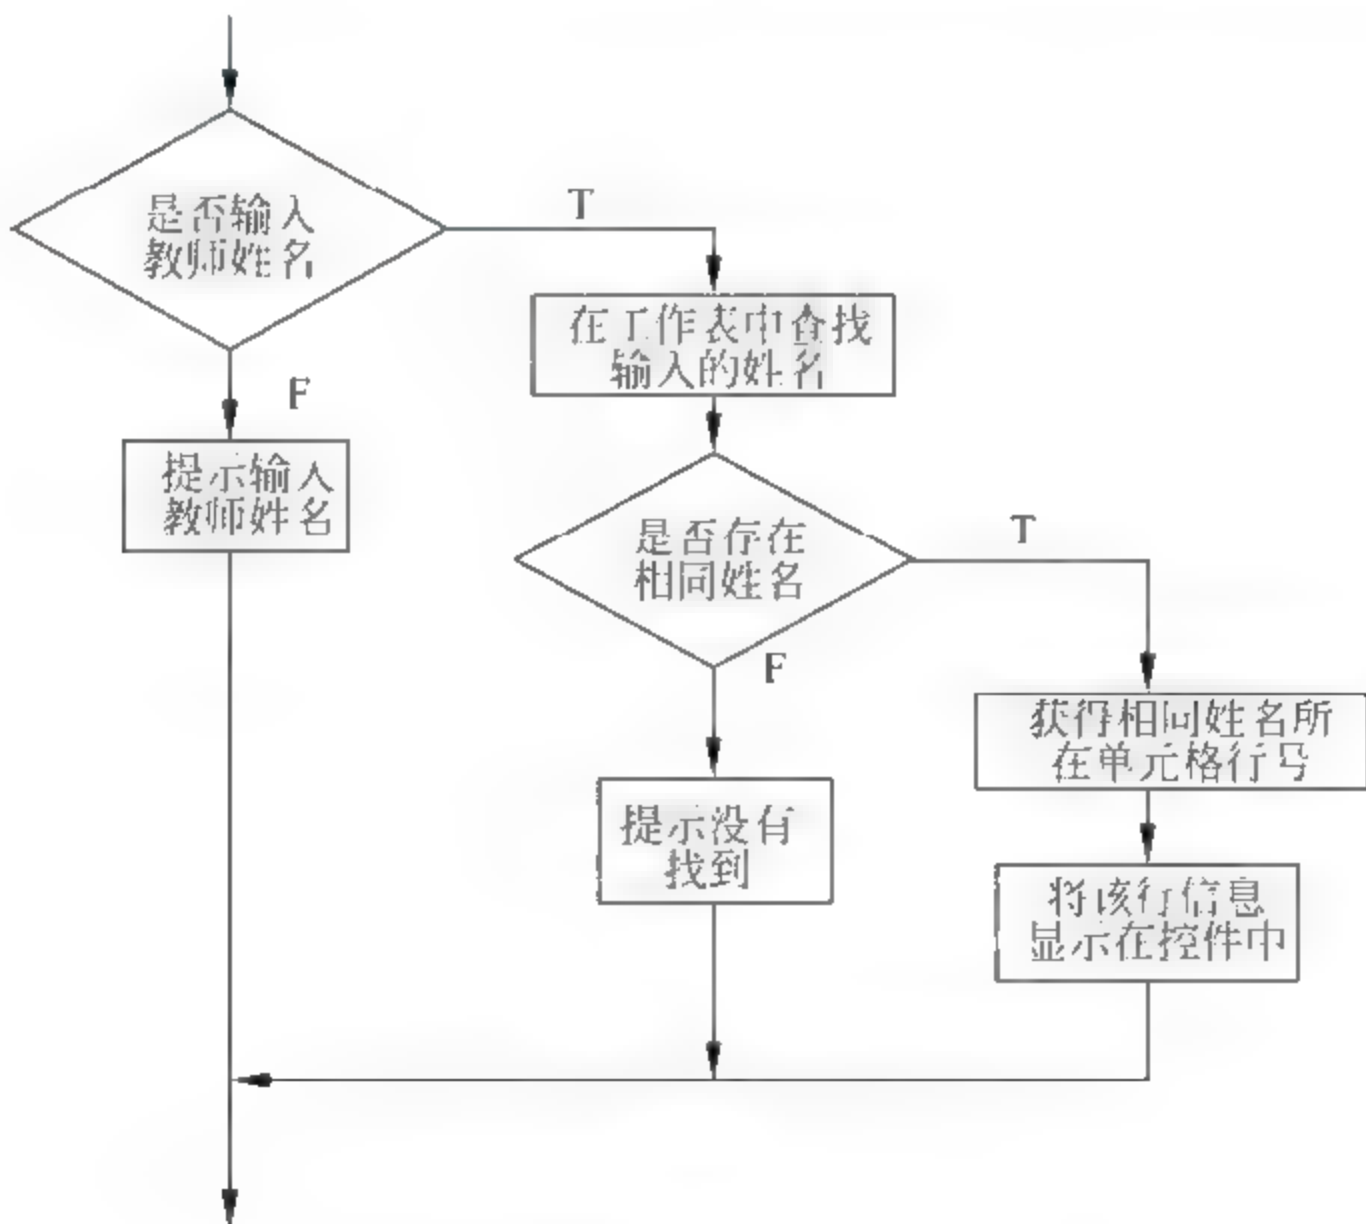 是否输入
教师姓名
T
在工作表中查找
输入的姓名
F
提示输入
教师姓名
是否存在
相同姓名
T
F
获得相同姓名所
在单元格行号
提示没有
找到
将该行信息
显示在控件中